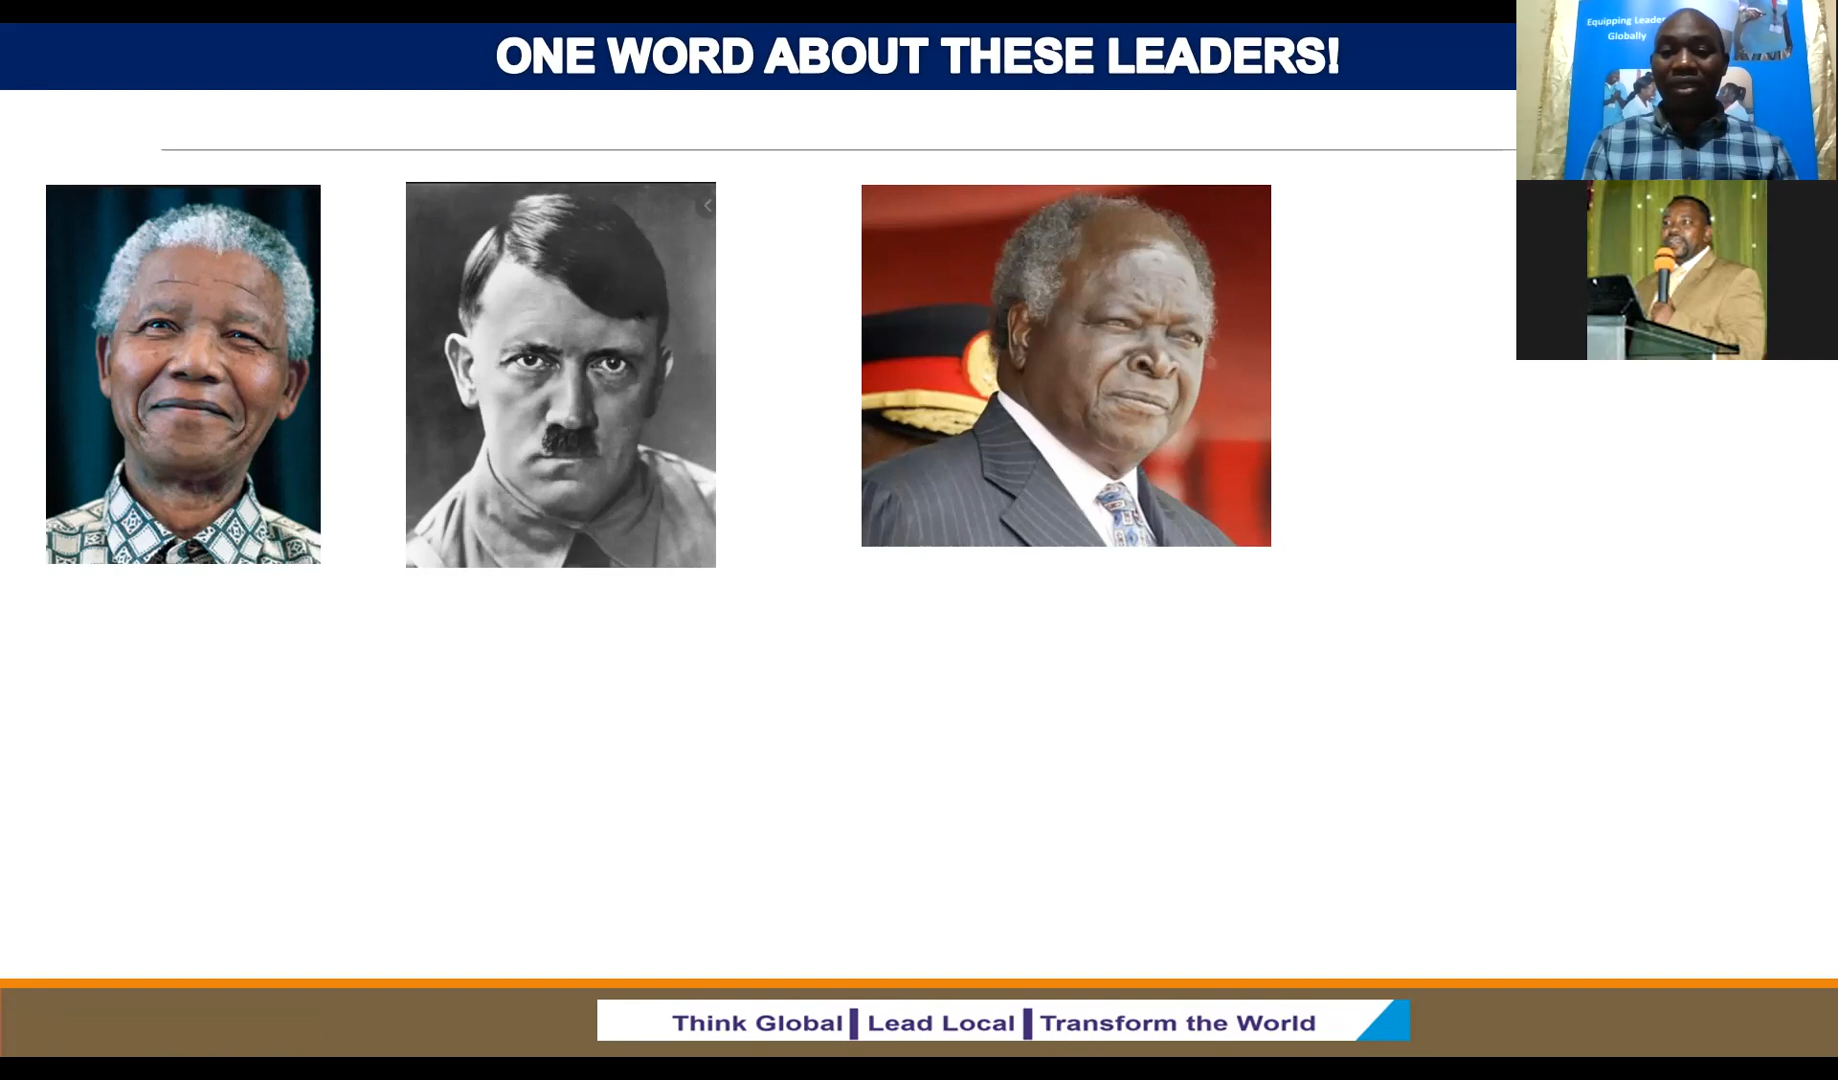 ONE WORD ABOUT THESE LEADERS!
Equipping Leaders
Globally
Think Global | Lead Local | Transform the World